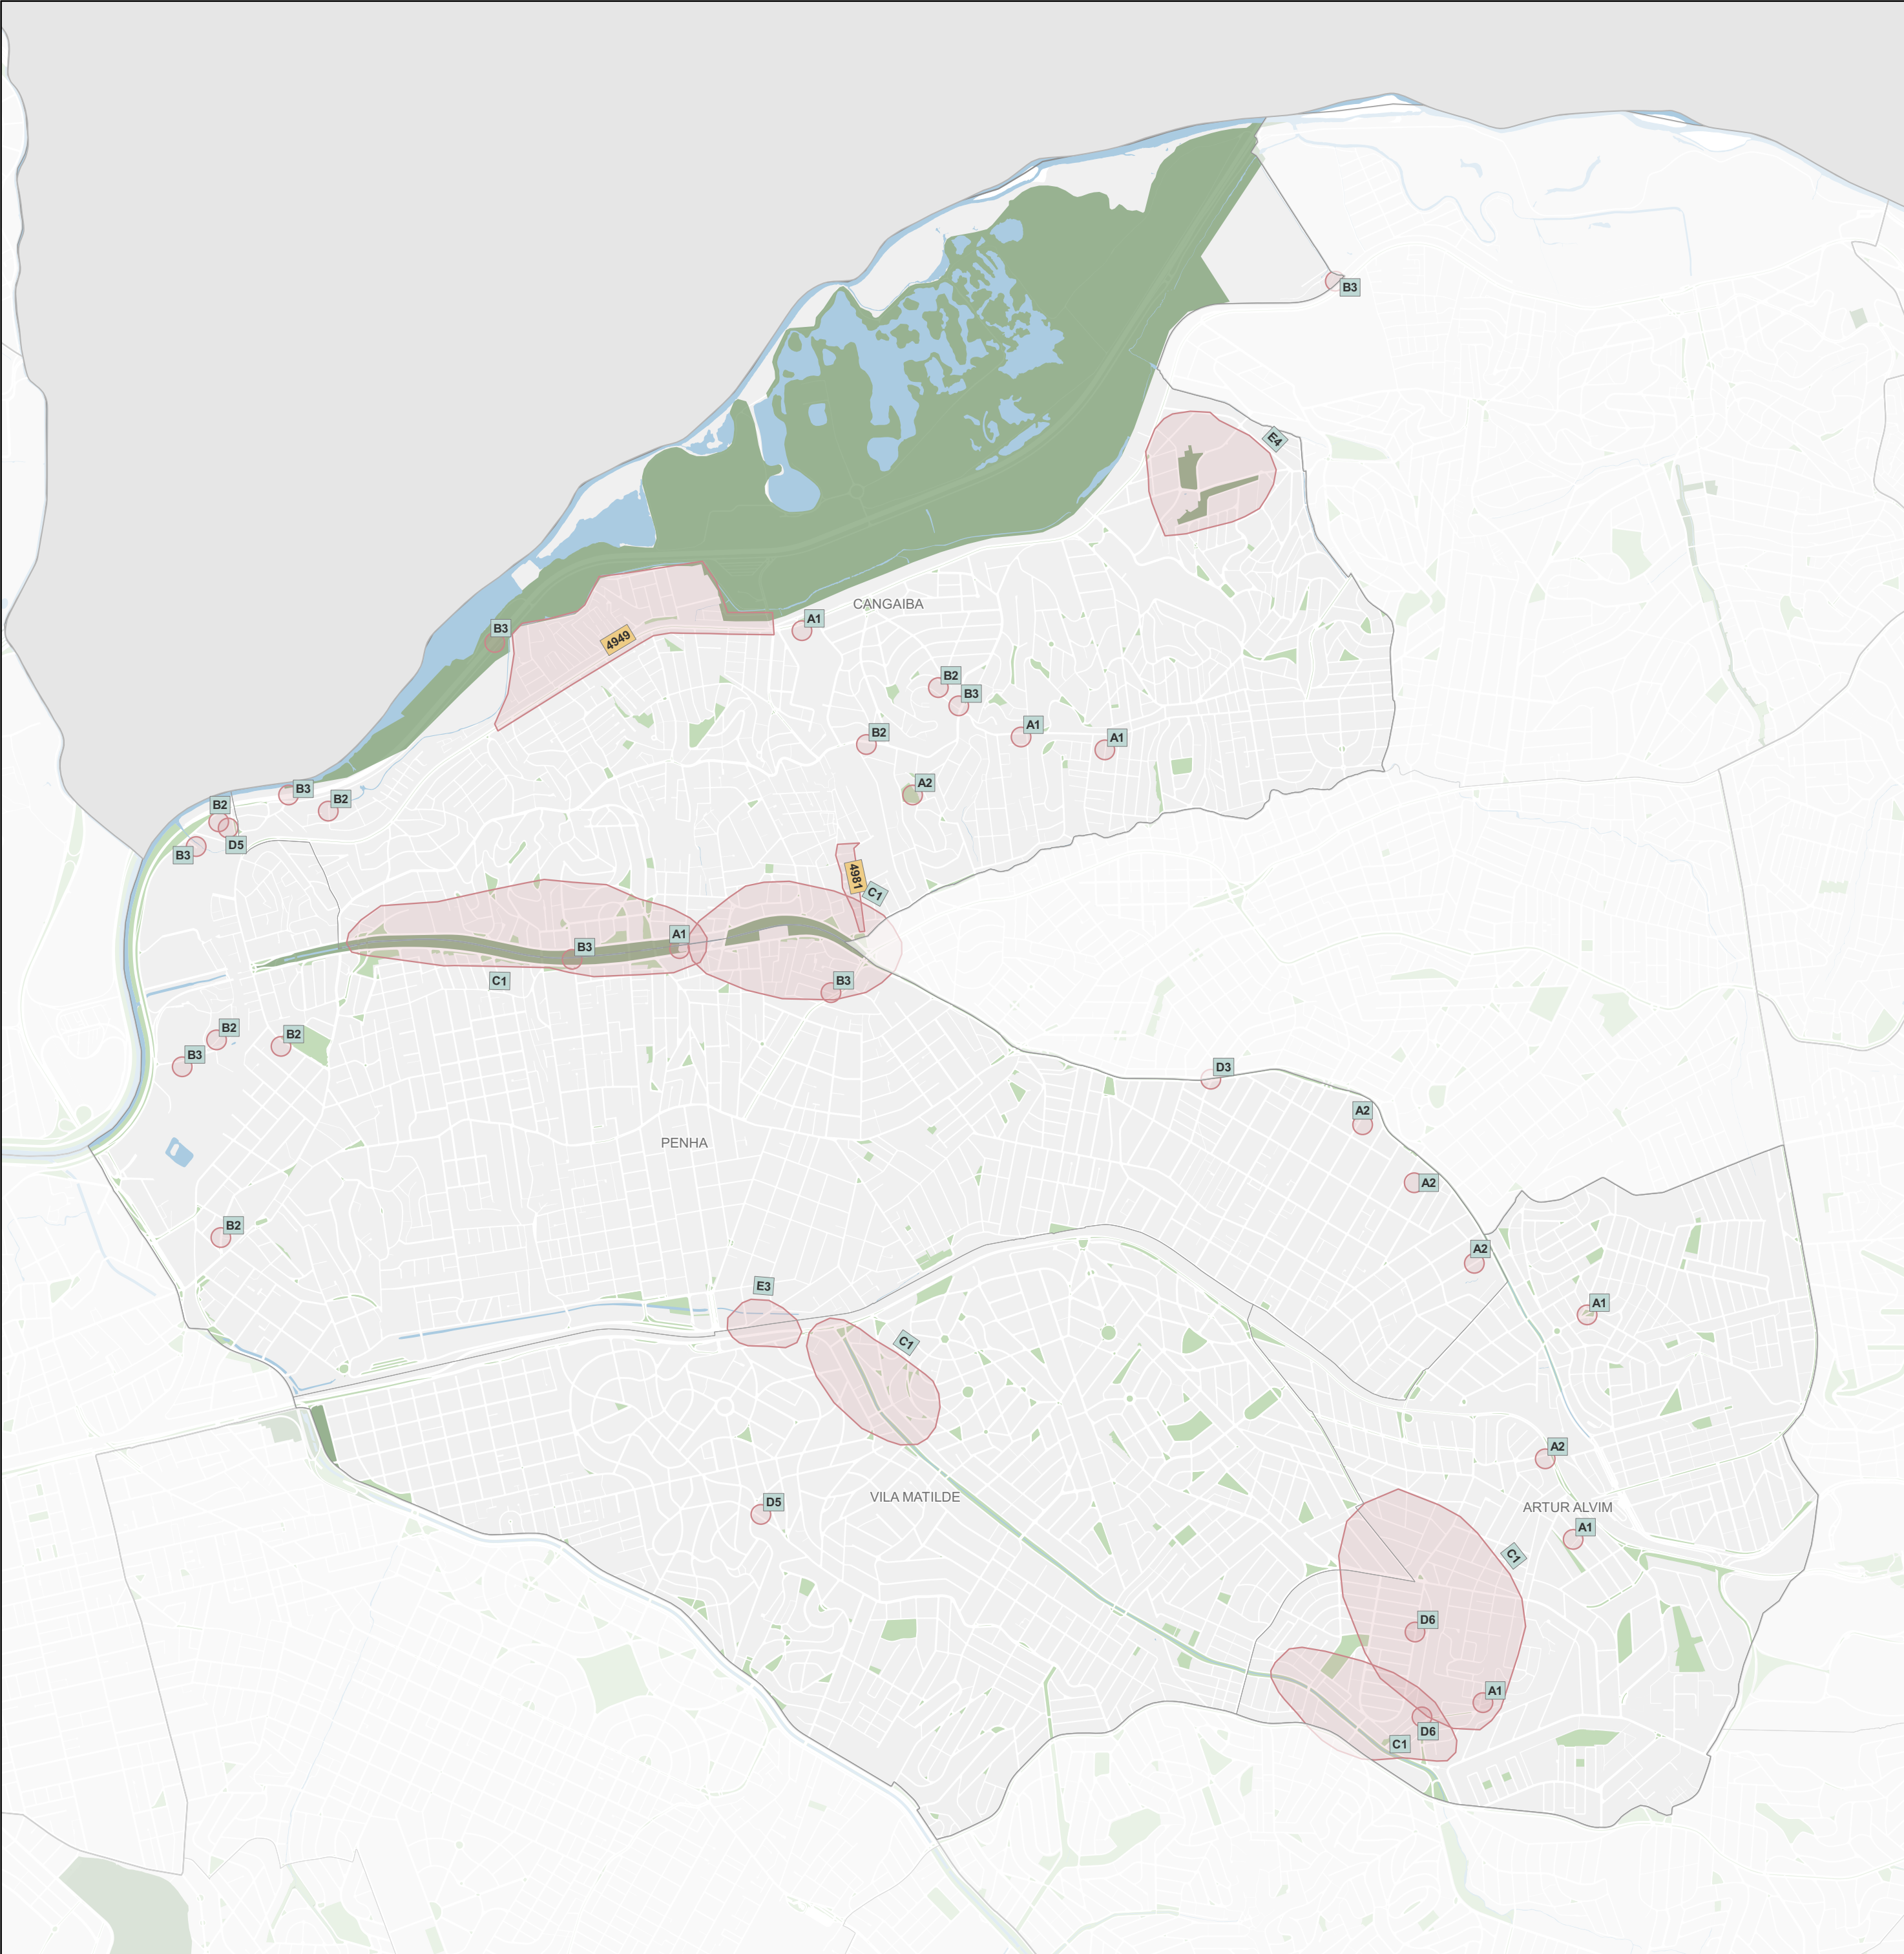 B3
E4
CANGAIBA
A1
B3
4949
B2
B3
A1
B2
A1
A2
B3
B2
B2
D5
B3
4981
C1
A1
B3
C1
B3
B2
B2
B3
D3
A2
PENHA
A2
B2
A2
E3
A1
C1
A2
D5
VILA MATILDE
ARTUR ALVIM
A1
C1
D6
A1
D6
C1